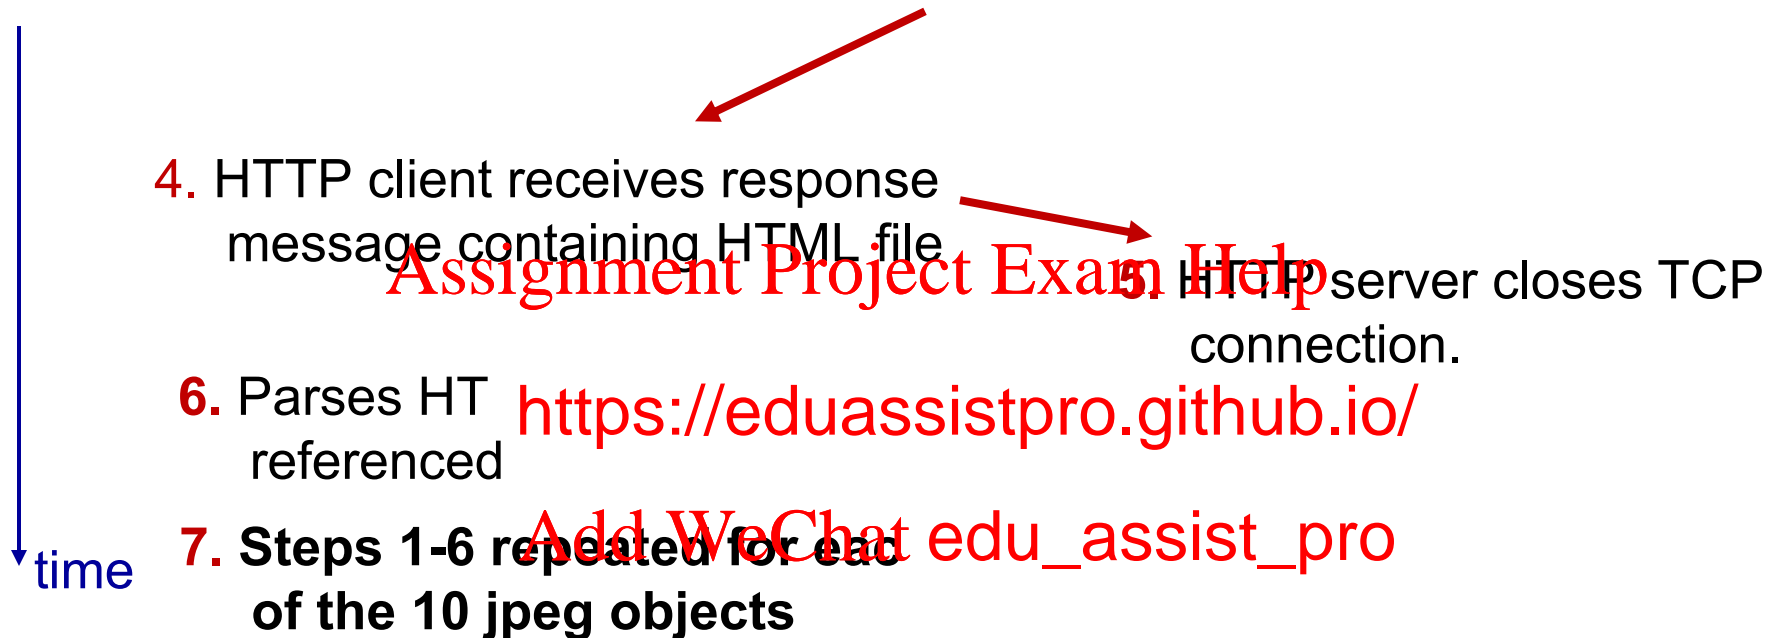 4. HTTP client receives response
message containing HTML file
Assignment Project Exam Help
5. HTTP server closes TCP
connection.
6. Parses HT
referenced
https://eduassistpro.github.io/
Add WeChat edu_assist_pro
7. Steps 1-6 repeated for eac
of the 10 jpeg objects
time